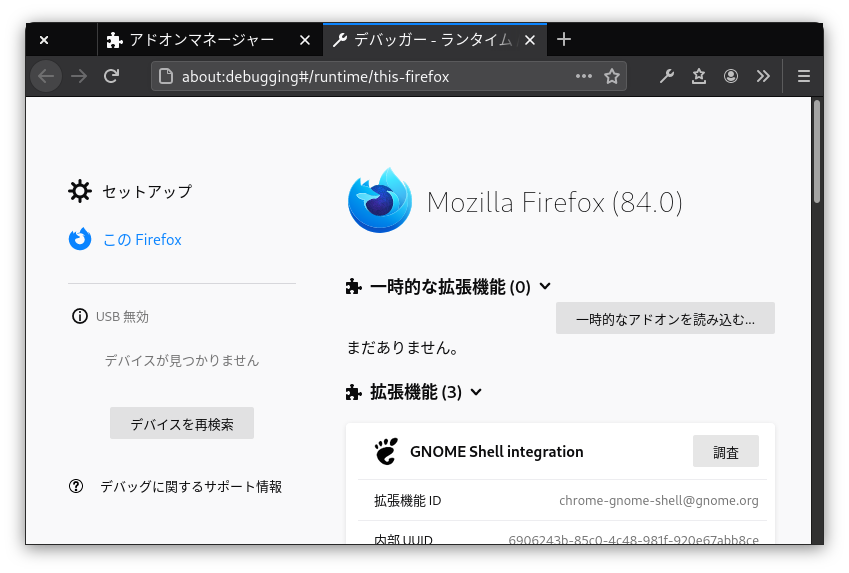 アドオンマネージャー
デバッガー - ランタイム
about:debugging#/runtime/this-firefox
セットアップ
この Firefox
USB 無効
デバイスが見つかりません
デバイスを再検索
デバッグに関するサポート情報
Mozilla Firefox (84.0)
一時的な拡張機能 (0)
一時的なアドオンを読み込む...
まだありません。
拡張機能 (3)
GNOME Shell integration
調査
拡張機能 ID
chrome-gnome-shell@gnome.org
内部 UUID
6906243b-85c0-4c48-981f-920e67abb8ce